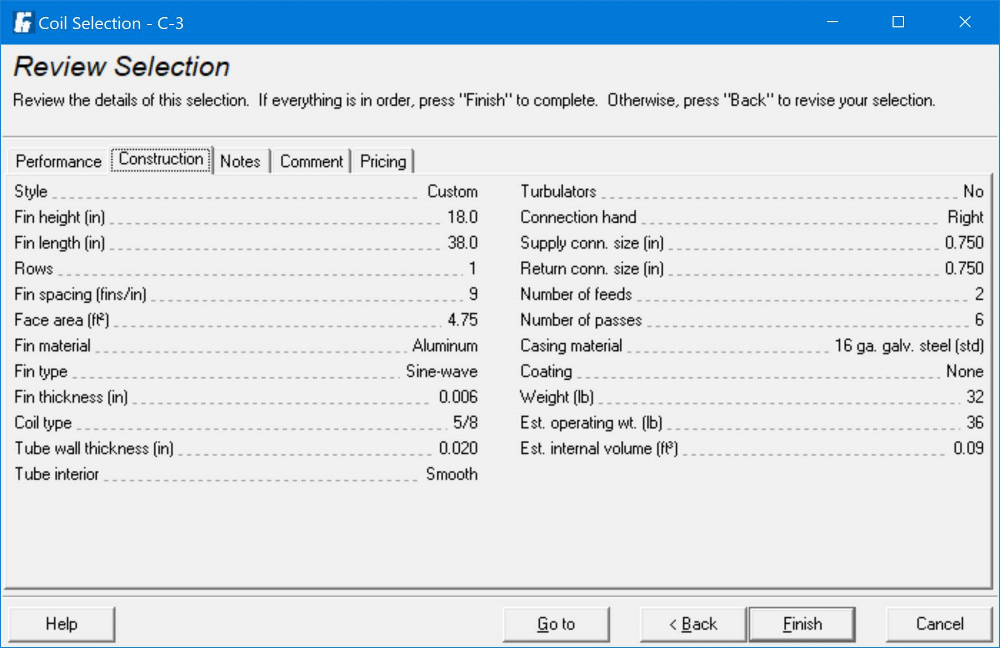 Coil Selection - C-3
Review Selection
Review the details of this selection.  If everything is in order, press "Finish" to complete.  Otherwise, press "Back" to revise your selection.
Performance Construction Notes Comment Pricing
Style Custom
Fin height (in) 18.0
Fin length (in) 38.0
Rows 1
Fin spacing (fins/in) 9
Face area (ft²) 4.75
Fin material Aluminum
Fin type Sine-wave
Fin thickness (in) 0.006
Coil type 5/8
Tube wall thickness (in) 0.020
Tube interior Smooth
Turbulators No
Connection hand Right
Supply conn. size (in) 0.750
Return conn. size (in) 0.750
Number of feeds 2
Number of passes 6
Casing material 16 ga. galv. steel (std)
Coating None
Weight (lb) 32
Est. operating wt. (lb) 36
Est. internal volume (ft³) 0.09
Help Go to < Back Finish Cancel